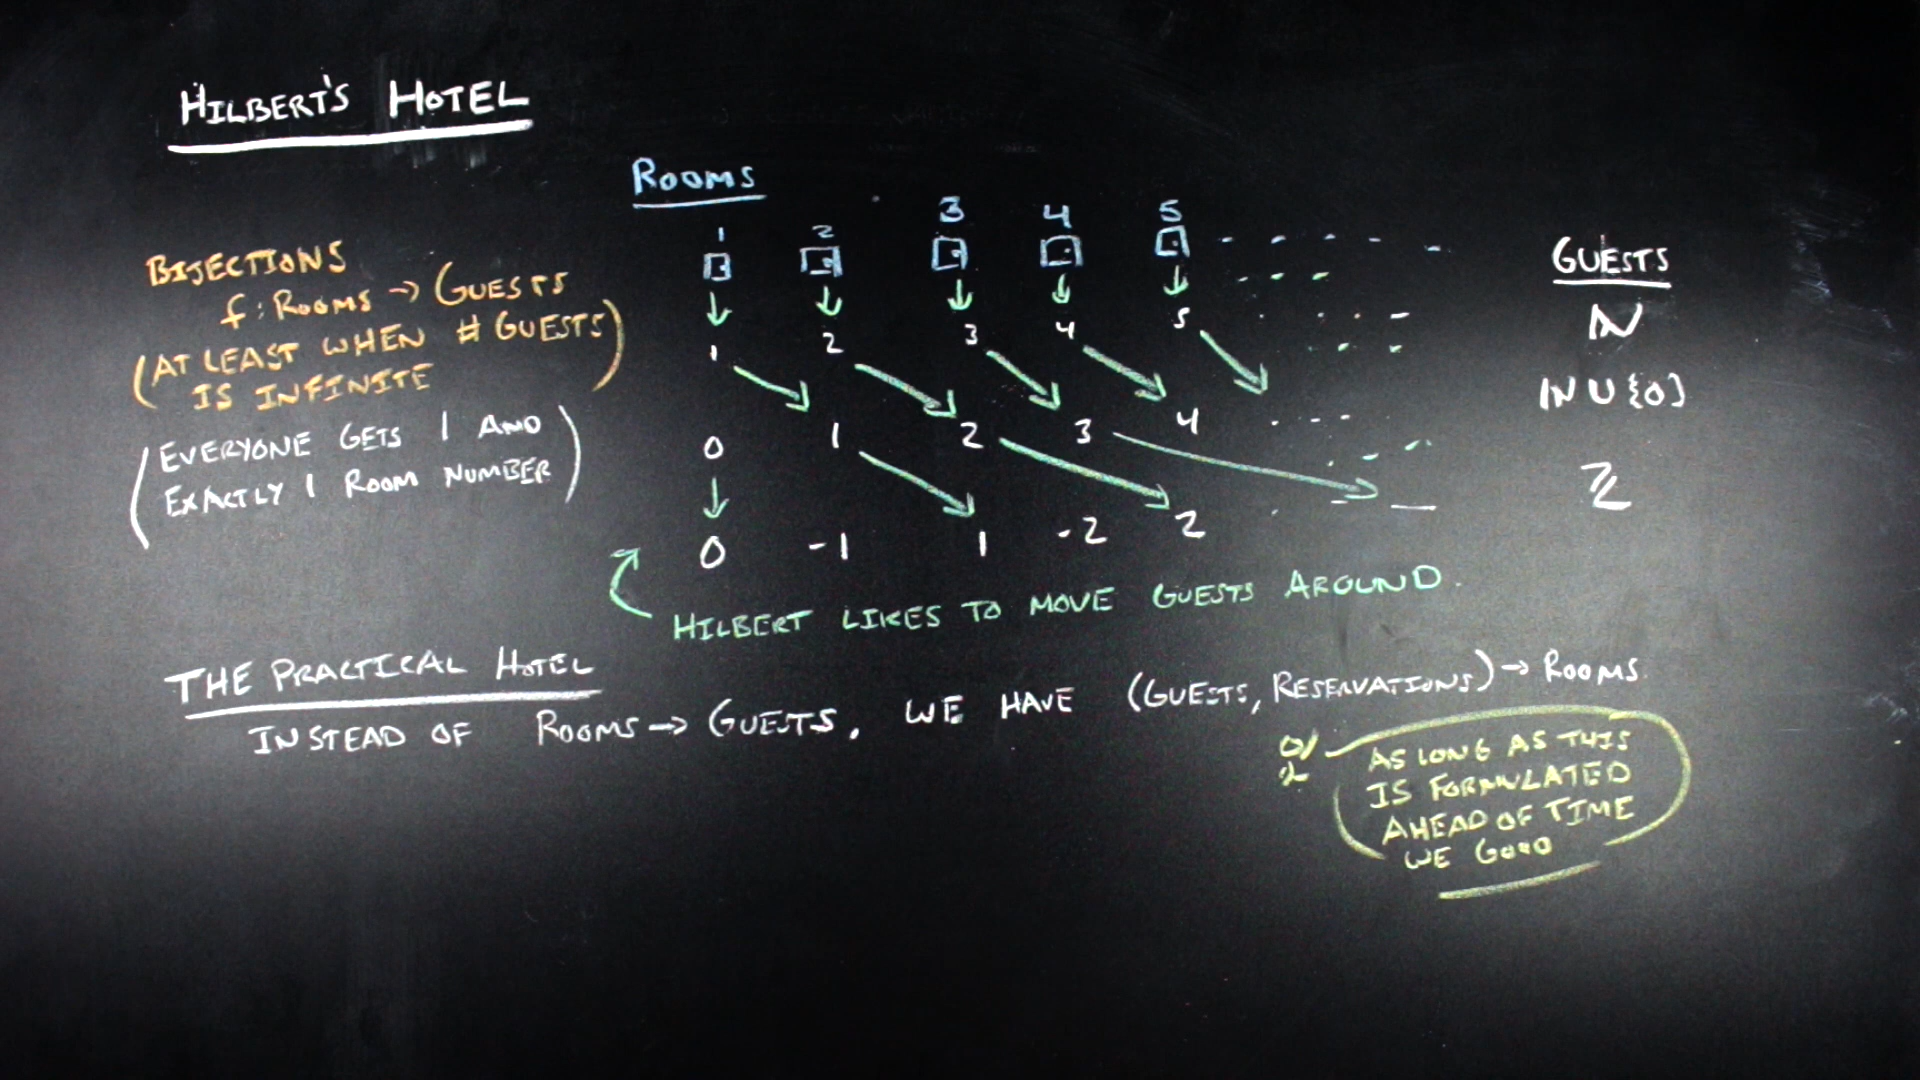 HILBERT'S HOTEL
ROOMS
1 2 3 4 5
BIJECTIONS
f: ROOMS → GUESTS
(AT LEAST WHEN # GUESTS)
IS INFINITE
(EVERYONE GETS 1 AND
EXACTLY 1 ROOM NUMBER)
1 2 3 4 5
0 1 2 3 4
0 -1 1 -2 2
GUESTS
ℕ
ℕ ∪ {0}
ℤ
HILBERT LIKES TO MOVE GUESTS AROUND.
THE PRACTICAL HOTEL
INSTEAD OF ROOMS → GUESTS, WE HAVE (GUESTS, RESERVATIONS) → ROOMS.
AS LONG AS THIS
IS FORMULATED
AHEAD OF TIME
WE GOOD